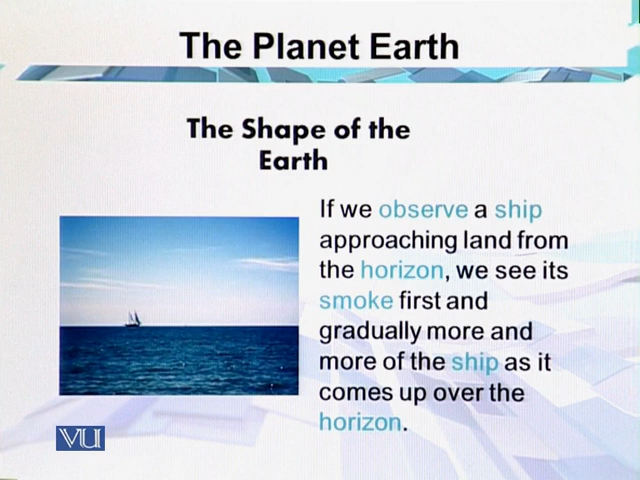 The Planet Earth
The Shape of the
Earth
If we observe a ship
approaching land from
the horizon, we see its
smoke first and
gradually more and
more of the ship as it
comes up over the
horizon.
VU